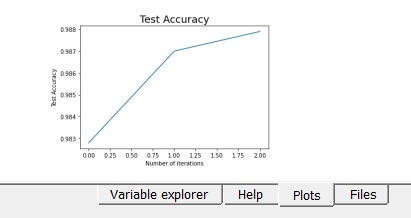 Test Accuracy
0.988
0.987
0.986
Test Accuracy
0.985
0.984
0.983
0.00 0.25 0.50 0.75 1.00 1.25 1.50 1.75 2.00
Number of iterations
Variable explorer Help Plots Files